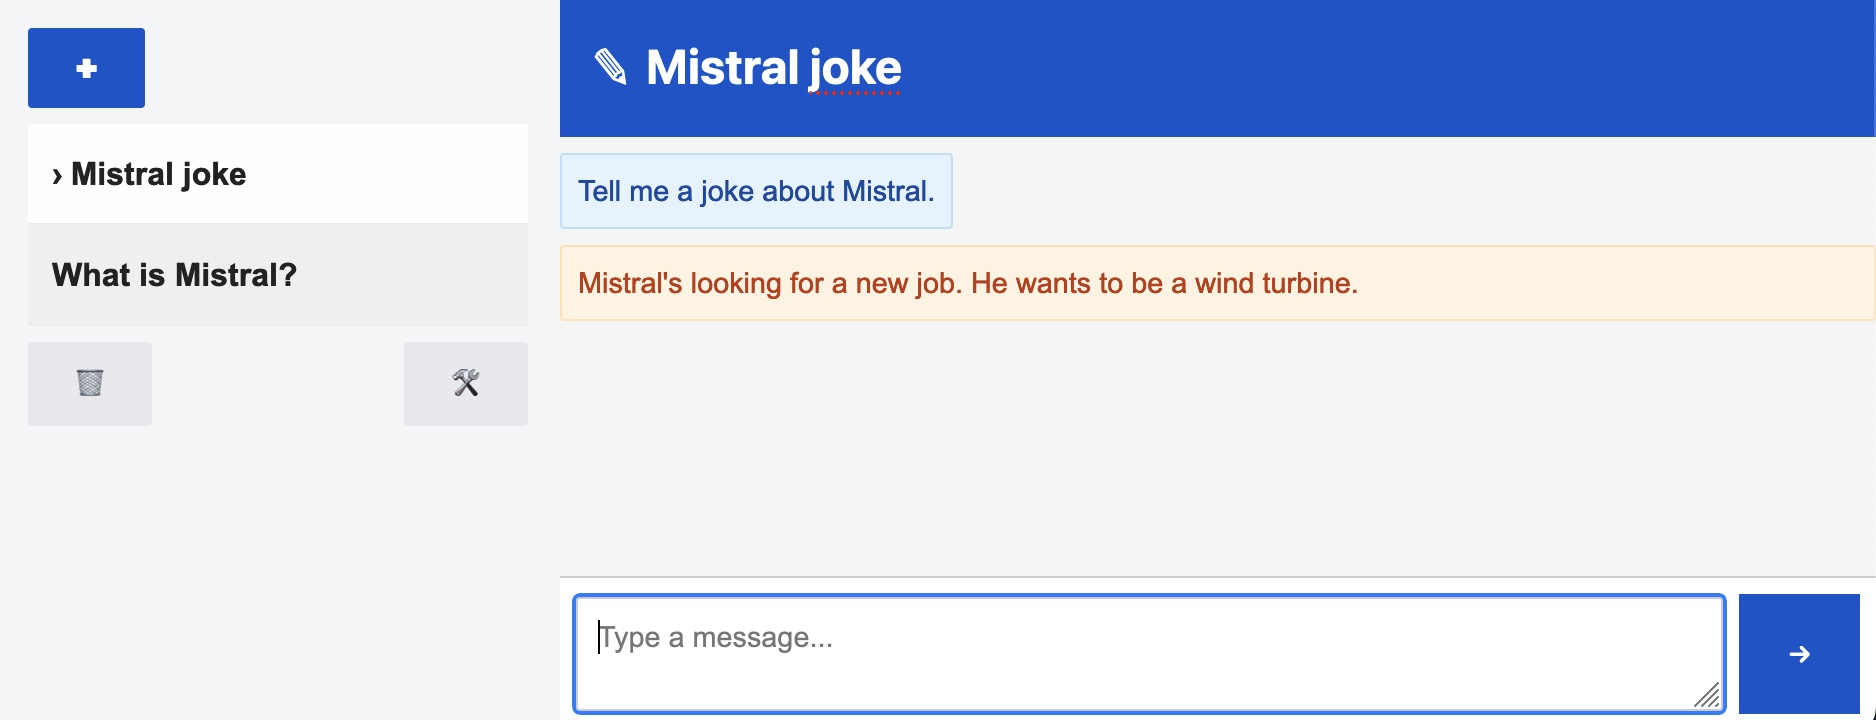 Mistral joke
What is Mistral?
Mistral joke
Tell me a joke about Mistral.
Mistral's looking for a new job. He wants to be a wind turbine.
Type a message...